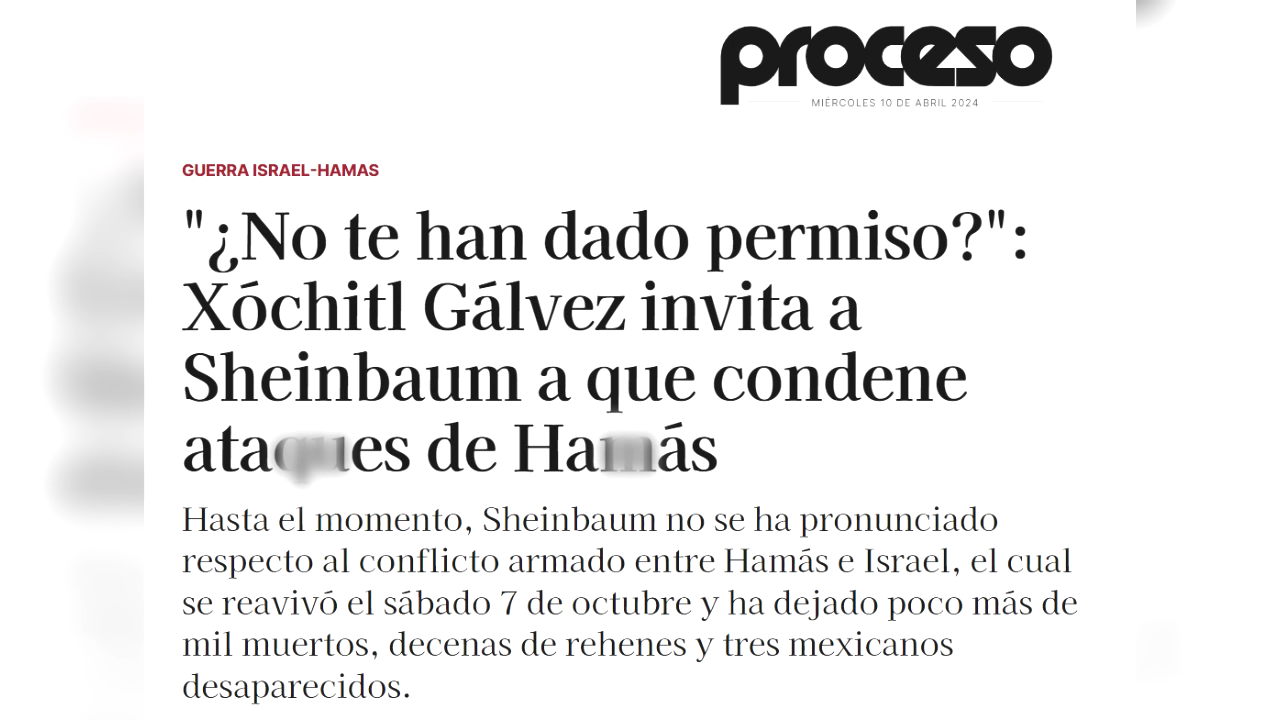 proceso
MIÉRCOLES 10 DE ABRIL 2024
GUERRA ISRAEL-HAMAS
"¿No te han dado permiso?":
Xóchitl Gálvez invita a
Sheinbaum a que condene
de
Hasta el momento, Sheinbaum no se ha pronunciado
respecto al conflicto armado entre Hamás e Israel, el cual
se reavivó el sábado 7 de octubre y ha dejado poco más de
mil muertos, decenas de rehenes y tres mexicanos
desaparecidos.